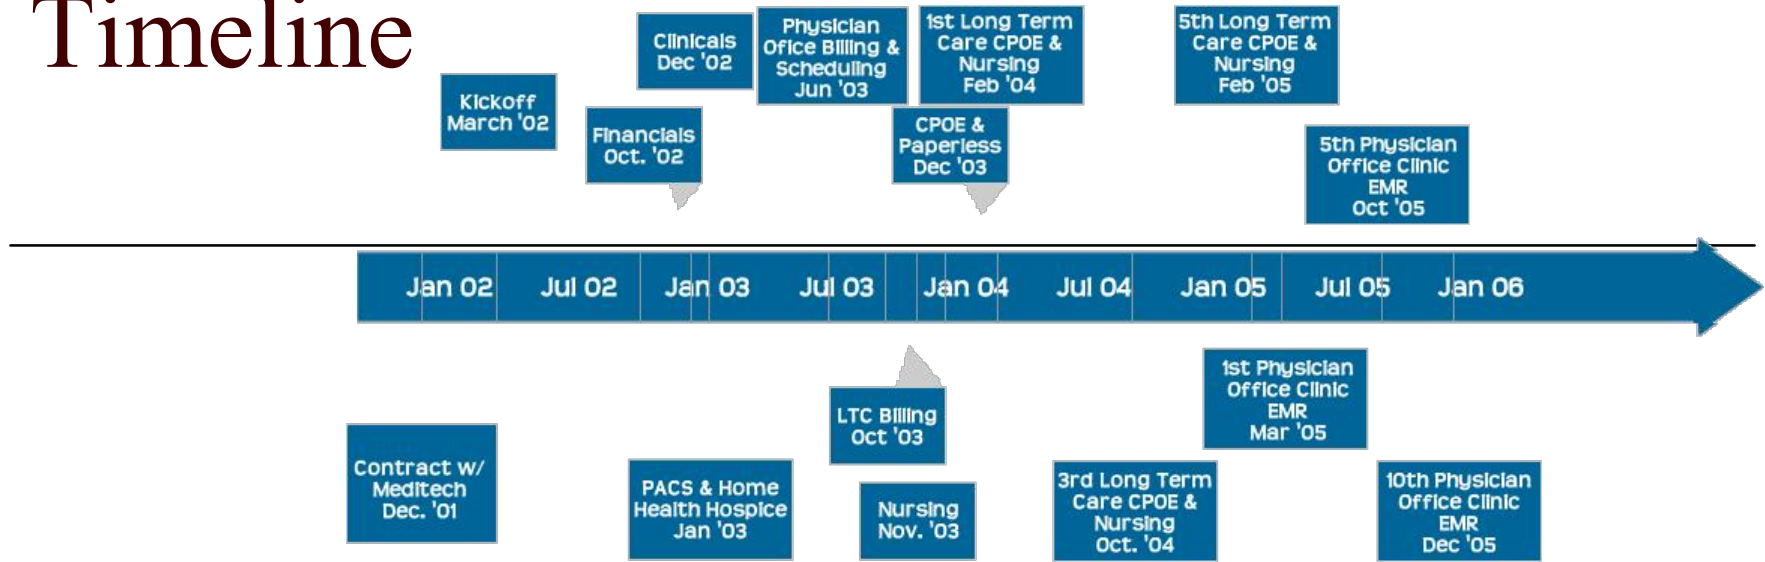 Timeline
Kickoff
March '02
Financials
Oct. '02
Clinicals
Dec '02
Physician
Ofice Billing &
Scheduling
Jun '03
CPOE &
Paperless
Dec '03
1st Long Term
Care CPOE &
Nursing
Feb '04
5th Long Term
Care CPOE &
Nursing
Feb '05
5th Physician
Office Clinic
EMR
Oct '05
Jan 02 Jul 02 Jan 03 Jul 03 Jan 04 Jul 04 Jan 05 Jul 05 Jan 06
Contract w/
Meditech
Dec. '01
PACS & Home
Health Hospice
Jan '03
LTC Billing
Oct '03
Nursing
Nov. '03
3rd Long Term
Care CPOE &
Nursing
Oct. '04
1st Physician
Office Clinic
EMR
Mar '05
10th Physician
Office Clinic
EMR
Dec '05